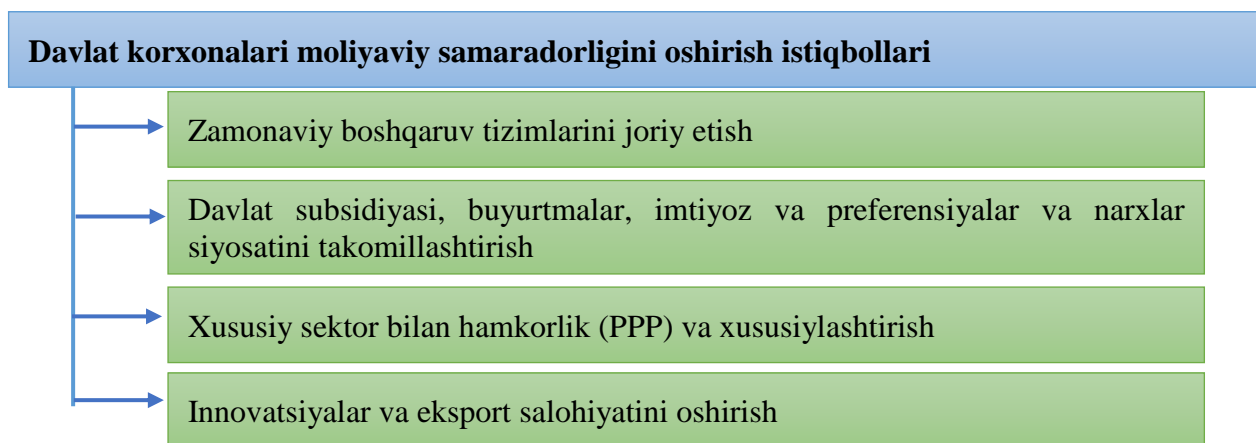 Davlat korxonalari moliyaviy samaradorligini oshirish istiqbollari
Zamonaviy boshqaruv tizimlarini joriy etish
Davlat subsidiyasi, buyurtmalar, imtiyoz va preferensiyalar va narxlar
siyosatini takomillashtirish
Xususiy sektor bilan hamkorlik (PPP) va xususiylashtirish
Innovatsiyalar va eksport salohiyatini oshirish